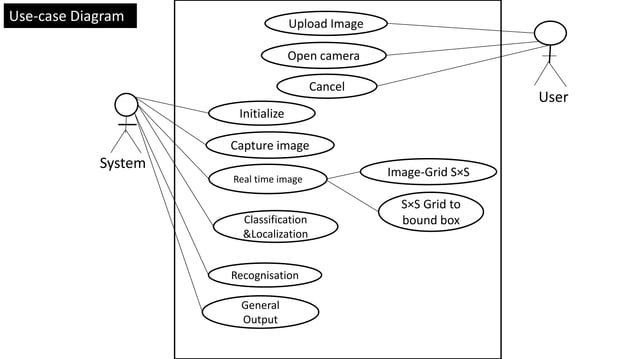 Use-case Diagram
Upload Image
Open camera
Cancel
User
Initialize
System
Capture image
Real time image
Image-Grid S×S
S×S Grid to
bound box
Classification
&Localization
Recognisation
General
Output